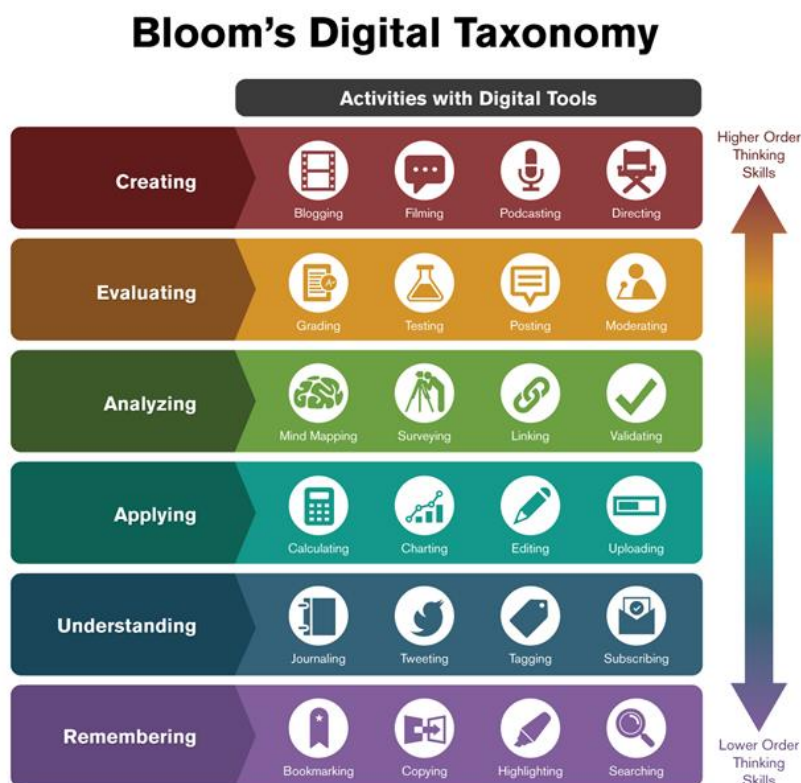 Bloom's Digital Taxonomy
Activities with Digital Tools
Higher Order
Thinking
Skills
Creating
Blogging Filming Podcasting Directing
Evaluating
A+
Grading Testing Posting Moderating
Analyzing
Mind Mapping Surveying Linking Validating
Applying
Calculating Charting Editing Uploading
Understanding
Journaling Tweeting Tagging Subscribing
Remembering
Bookmarking Copying Highlighting Searching
Lower Order
Thinking
Skills